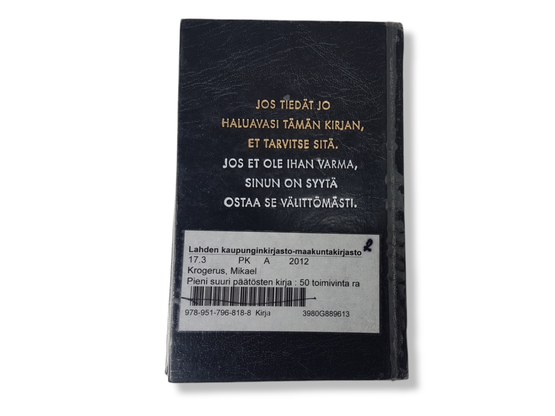 JOS TIEDÄT JO
HALUAVASI TÄMÄN KIRJAN,
ET TARVITSE SITÄ.
JOS ET OLE IHAN VARMA,
SINUN ON SYYTÄ
OSTAA SE VÄLITTÖMÄSTI.
Lahden kaupunginkirjasto-maakuntakirjasto
17.3 PK A 2012
Krogerus, Mikael
Pieni suuri päätösten kirja : 50 toimivinta ra
978-951-796-818-8 Kirja 3980G889613